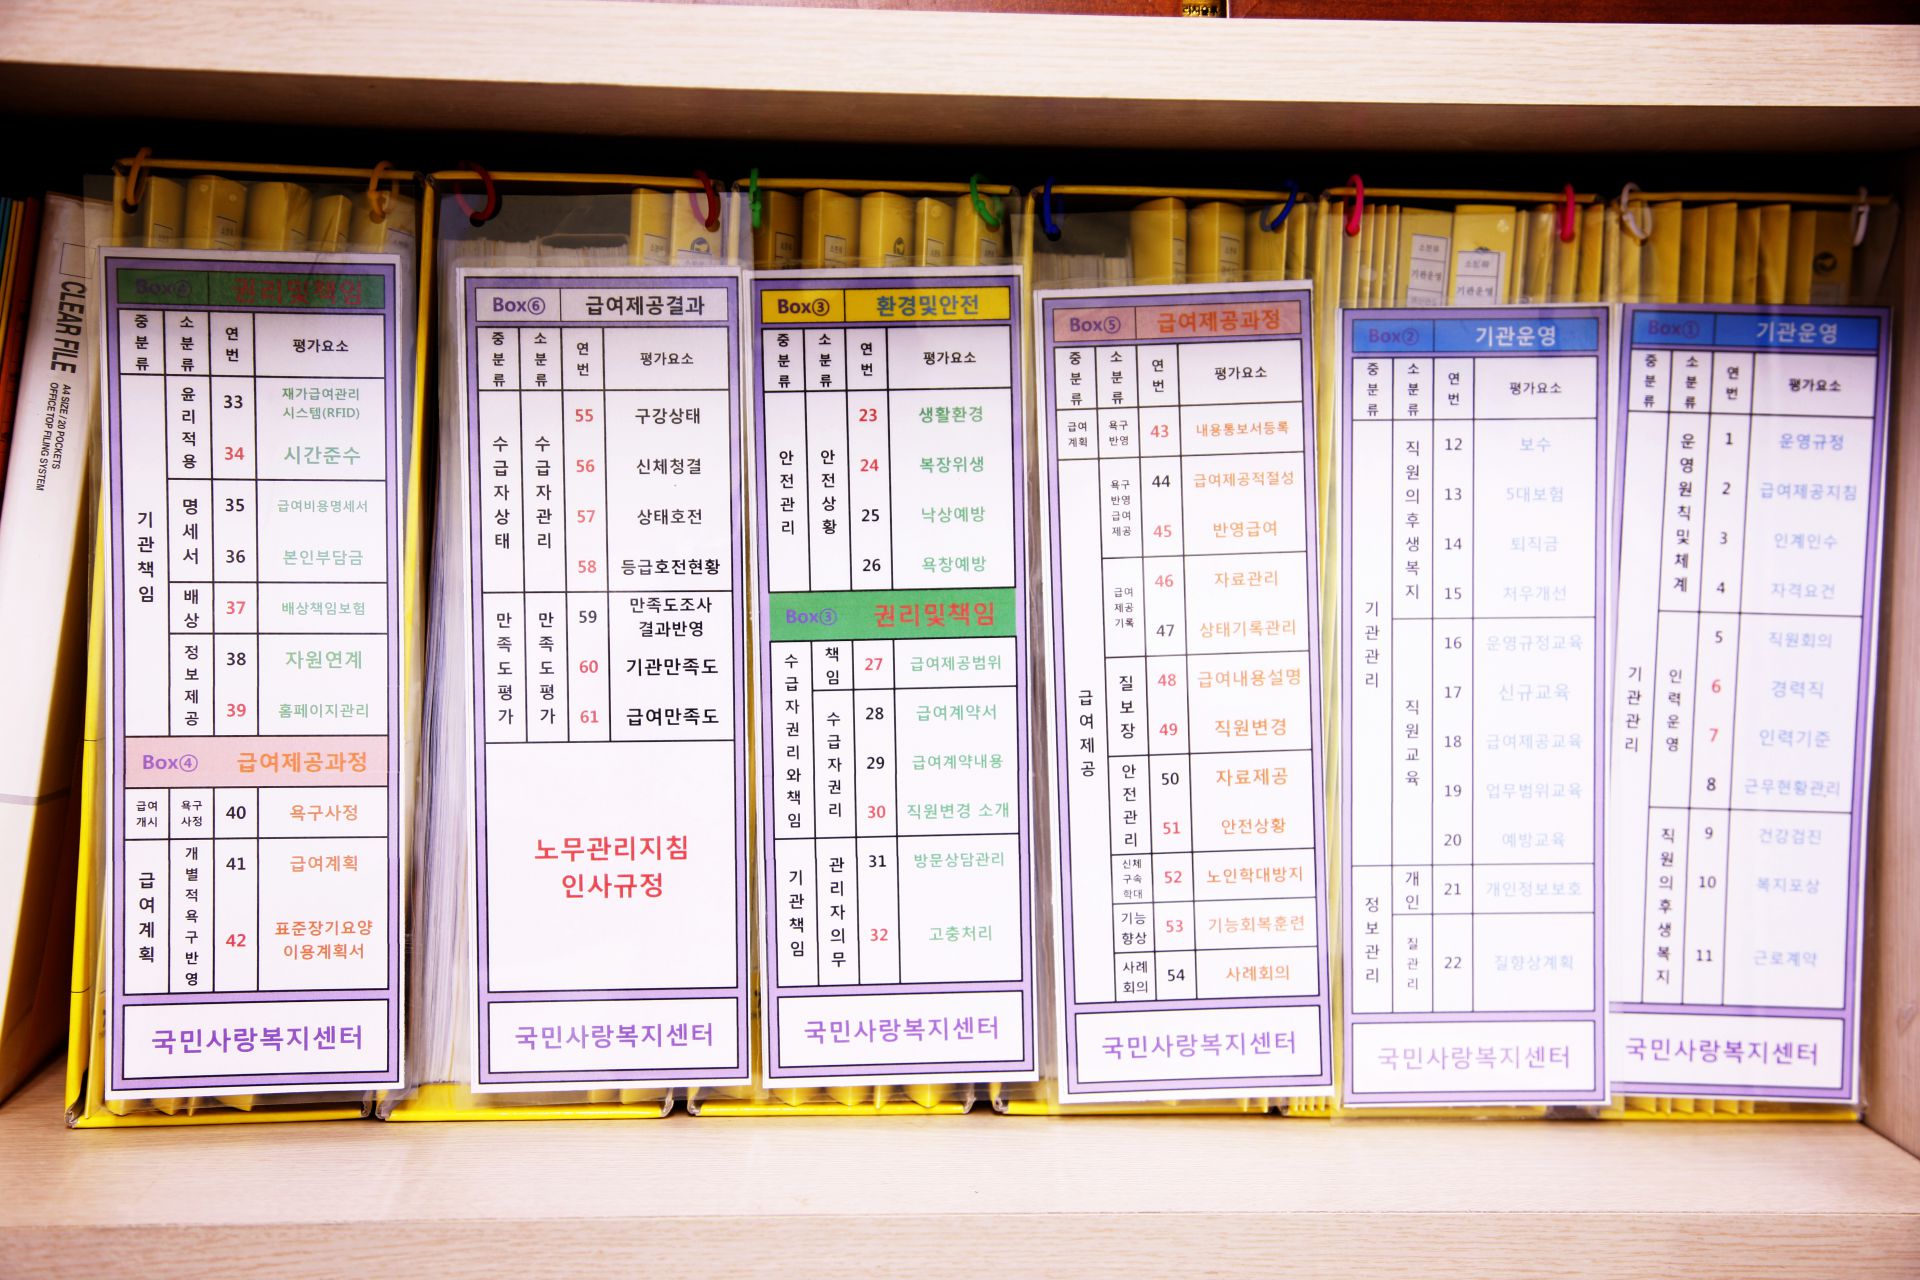 CLEAR FILE
A4 SIZE / 20 POCKETS
OFFICE TOP FILING SYSTEM
Box④ 권리및책임
중분류 소분류 연번 평가요소
기관책임
윤리적용
33 재가급여관리
시스템(RFID)
34 시간준수
명세서
35 급여비용명세서
36 본인부담금
배상
37 배상책임보험
정보제공
38 자원연계
39 홈페이지관리
Box④ 급여제공과정
급여개시 욕구사정 40 욕구사정
급여계획
개별적욕구반영
41 급여계획
42 표준장기요양
이용계획서
국민사랑복지센터
Box⑥ 급여제공결과
중분류 소분류 연번 평가요소
수급자상태
수급자관리
55 구강상태
56 신체청결
57 상태호전
58 등급호전현황
만족도평가
만족도평가
59 만족도조사
결과반영
60 기관만족도
61 급여만족도
노무관리지침
인사규정
국민사랑복지센터
Box③ 환경및안전
중분류 소분류 연번 평가요소
안전관리
안전상황
23 생활환경
24 복장위생
25 낙상예방
26 욕창예방
Box③ 권리및책임
수급자권리와책임
책임
27 급여제공범위
수급자권리
28 급여계약서
29 급여계약내용
30 직원변경 소개
기관책임
관리자의무
31 방문상담관리
32 고충처리
국민사랑복지센터
Box⑤ 급여제공과정
중분류 소분류 연번 평가요소
급여계획 욕구반영 43 내용통보서등록
급여제공
욕구반영급여제공
44 급여제공적절성
45 반영급여
급여제공기록
46 자료관리
47 상태기록관리
질보장
48 급여내용설명
49 직원변경
안전관리
50 자료제공
51 안전상황
신체구속학대 52 노인학대방지
기능향상 53 기능회복훈련
사례회의 54 사례회의
국민사랑복지센터
소분류
기관운영
소분류
기관운영
Box② 기관운영
중분류 소분류 연번 평가요소
기관관리
직원의후생복지
12 보수
13 5대보험
14 퇴직금
15 처우개선
직원교육
16 운영규정교육
17 신규교육
18 급여제공교육
19 업무범위교육
20 예방교육
정보관리
개인
21 개인정보보호
질관리
22 질향상계획
국민사랑복지센터
Box① 기관운영
중분류 소분류 연번 평가요소
기관관리
운영원칙및체계
1 운영규정
2 급여제공지침
3 인계인수
4 자격요건
인력운영
5 직원회의
6 경력직
7 인력기준
8 근무현황관리
직원의후생복지
9 건강검진
10 복지포상
11 근로계약
국민사랑복지센터